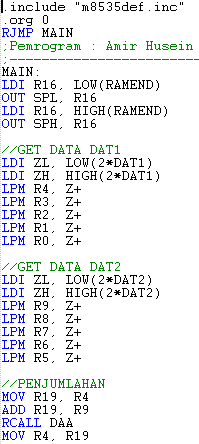 .include "m8535def.inc"
.org 0
RJMP MAIN
;Pemrogram : Amir Husein
;------------------------
MAIN:
LDI R16, LOW(RAMEND)
OUT SPL, R16
LDI R16, HIGH(RAMEND)
OUT SPH, R16
//GET DATA DAT1
LDI ZL, LOW(2*DAT1)
LDI ZH, HIGH(2*DAT1)
LPM R4, Z+
LPM R3, Z+
LPM R2, Z+
LPM R1, Z+
LPM R0, Z+
//GET DATA DAT2
LDI ZL, LOW(2*DAT2)
LDI ZH, HIGH(2*DAT2)
LPM R9, Z+
LPM R8, Z+
LPM R7, Z+
LPM R6, Z+
LPM R5, Z+
//PENJUMLAHAN
MOV R19, R4
ADD R19, R9
RCALL DAA
MOV R4, R19